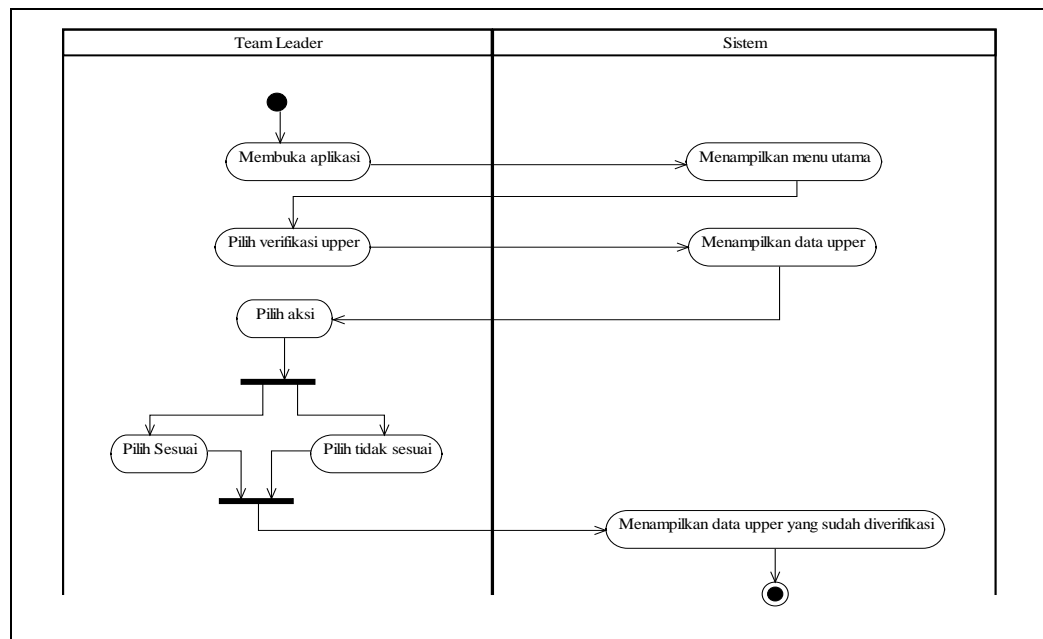 Team Leader
Sistem
Membuka aplikasi
Menampilkan menu utama
Pilih verifikasi upper
Menampilkan data upper
Pilih aksi
Pilih Sesuai
Pilih tidak sesuai
Menampilkan data upper yang sudah diverifikasi